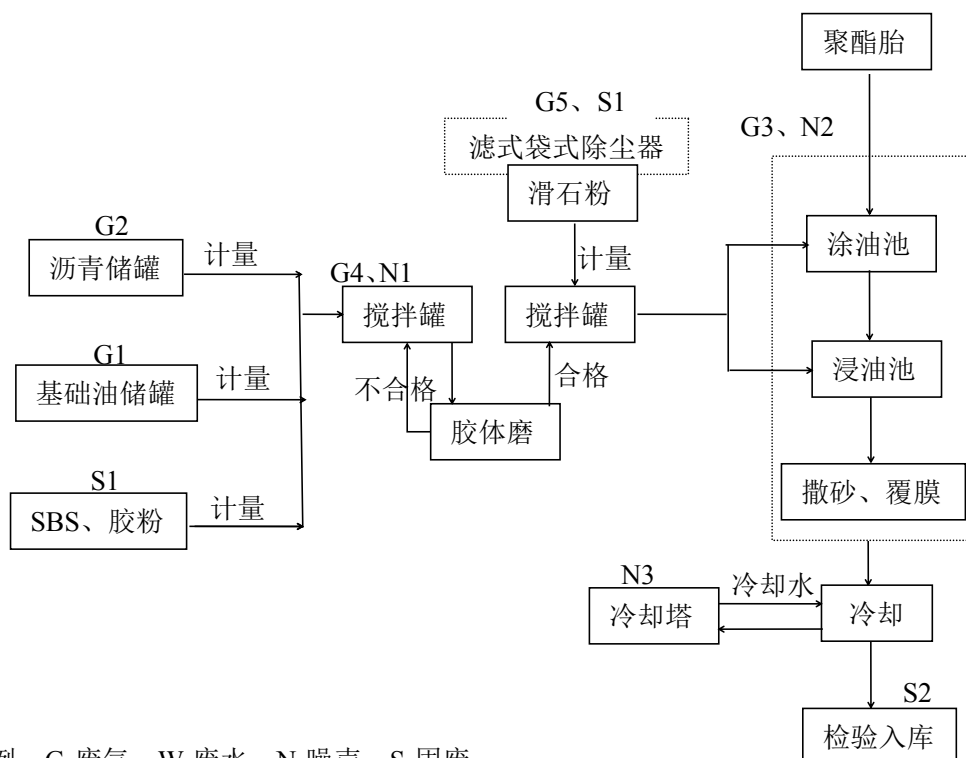 聚酯胎
G5、S1
G3、N2
滤式袋式除尘器
滑石粉
G2
沥青储罐
计量
G4、N1
搅拌罐
计量
搅拌罐
涂油池
G1
基础油储罐
计量
不合格
合格
浸油池
胶体磨
S1
SBS、胶粉
计量
撒砂、覆膜
N3
冷却塔
冷却水
冷却
S2
检验入库